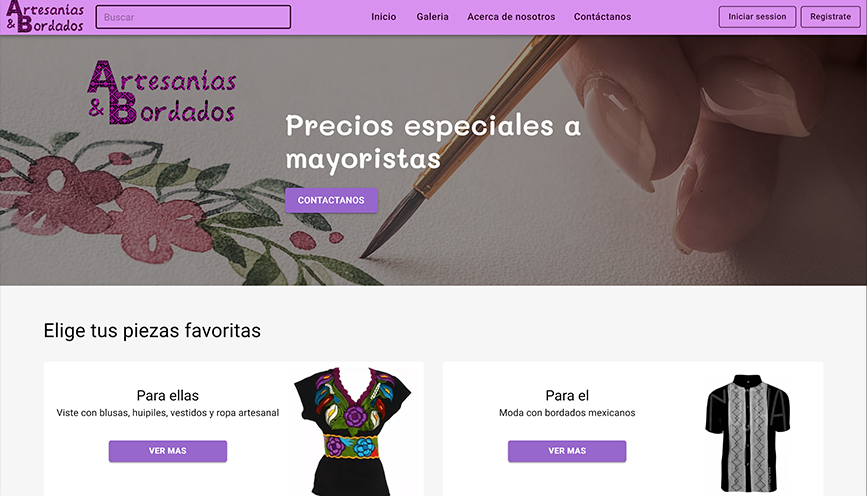 Artesanías
& Bordados
Buscar
Inicio
Galeria
Acerca de nosotros
Contáctanos
Iniciar session
Registrate
Artesanías
& Bordados
Precios especiales a
mayoristas
CONTACTANOS
Elige tus piezas favoritas
Para ellas
Viste con blusas, huipiles, vestidos y ropa artesanal
VER MAS
Para el
Moda con bordados mexicanos
VER MAS